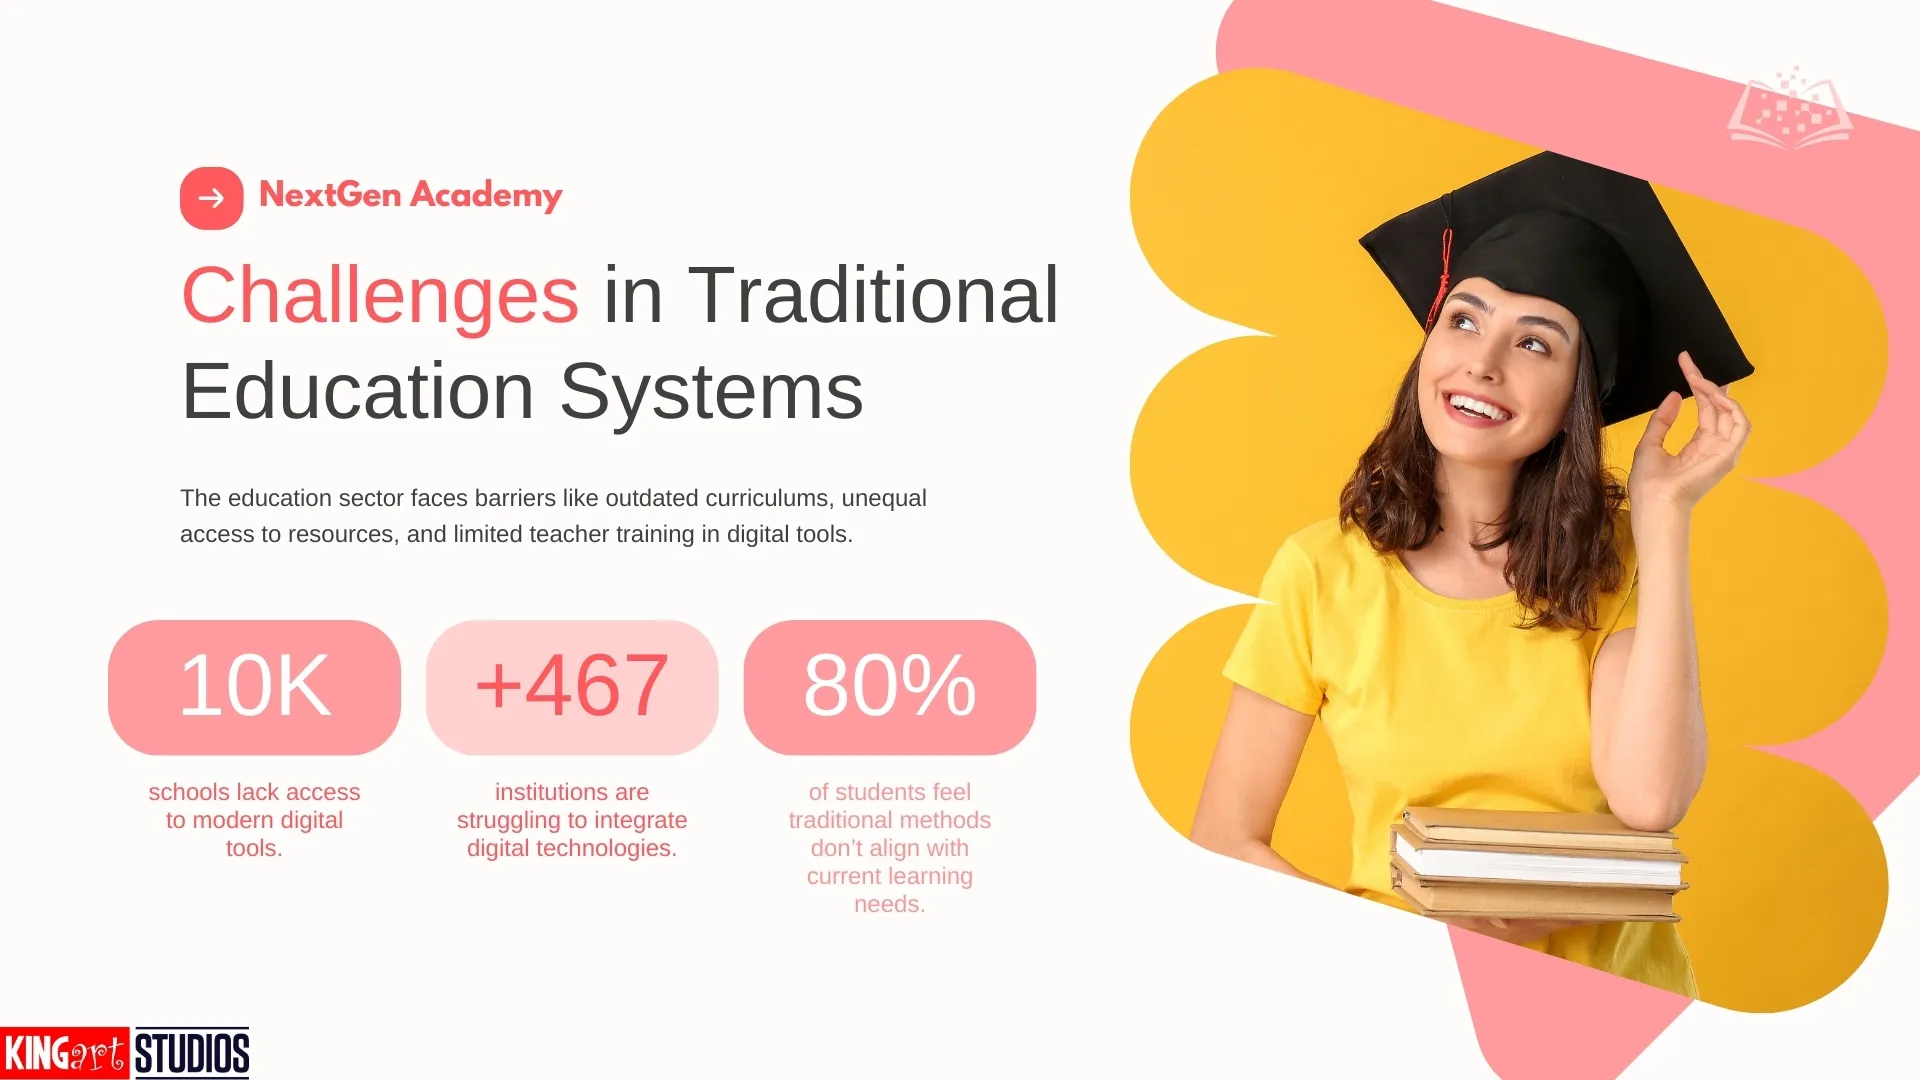 NextGen Academy
Challenges in Traditional
Education Systems
The education sector faces barriers like outdated curriculums, unequal
access to resources, and limited teacher training in digital tools.
10K
schools lack access
to modern digital
tools.
+467
institutions are
struggling to integrate
digital technologies.
80%
of students feel
traditional methods
don’t align with
current learning
needs.
KINGart STUDIOS